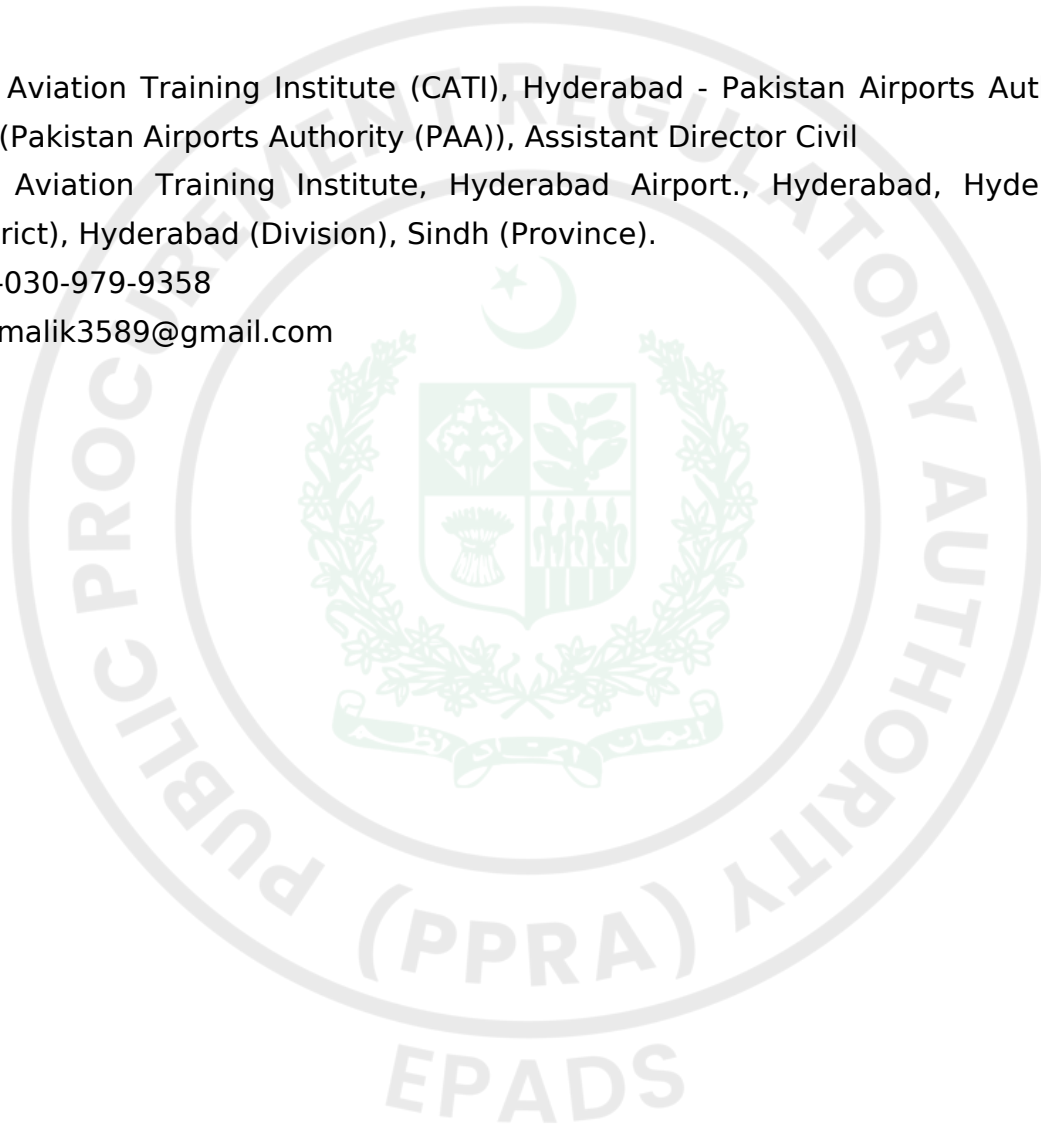 Aviation Training Institute (CATI), Hyderabad - Pakistan Airports Aut
(Pakistan Airports Authority (PAA)), Assistant Director Civil
Aviation Training Institute, Hyderabad Airport., Hyderabad, Hyde
rict), Hyderabad (Division), Sindh (Province).
-030-979-9358
malik3589@gmail.com
PUBLIC PROCUREMENT REGULATORY AUTHORITY
(PPRA)
EPADS